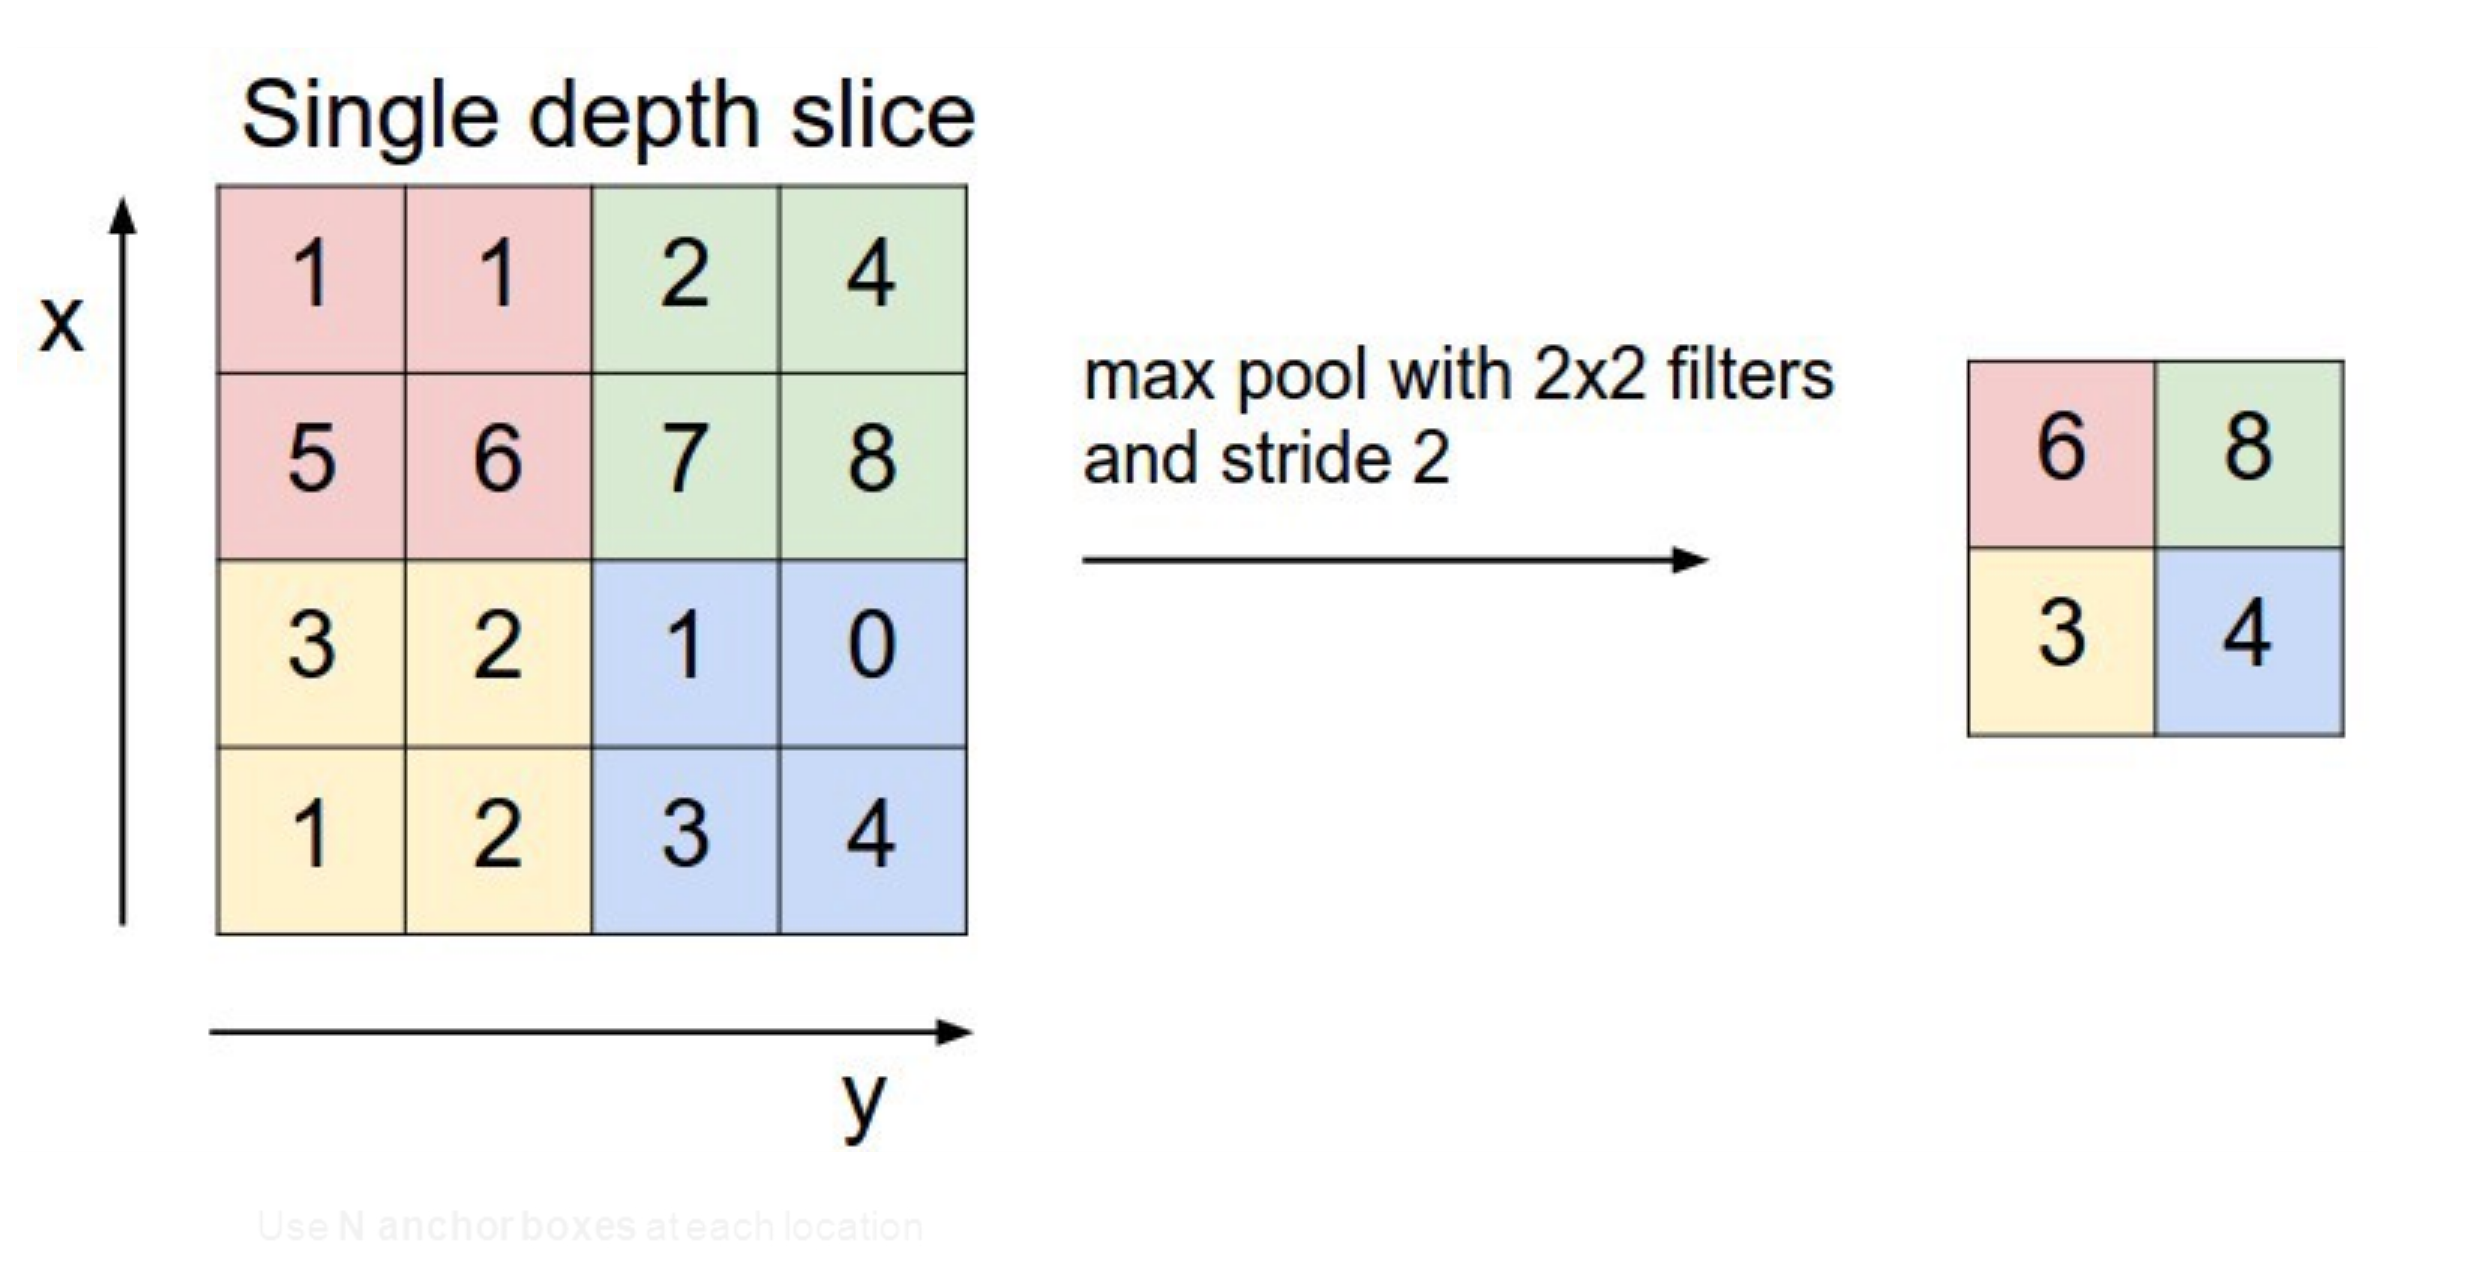 Single depth slice
x
1 1 2 4
5 6 7 8
3 2 1 0
1 2 3 4
y
max pool with 2x2 filters
and stride 2
6 8
3 4
Use N anchor boxes at each location